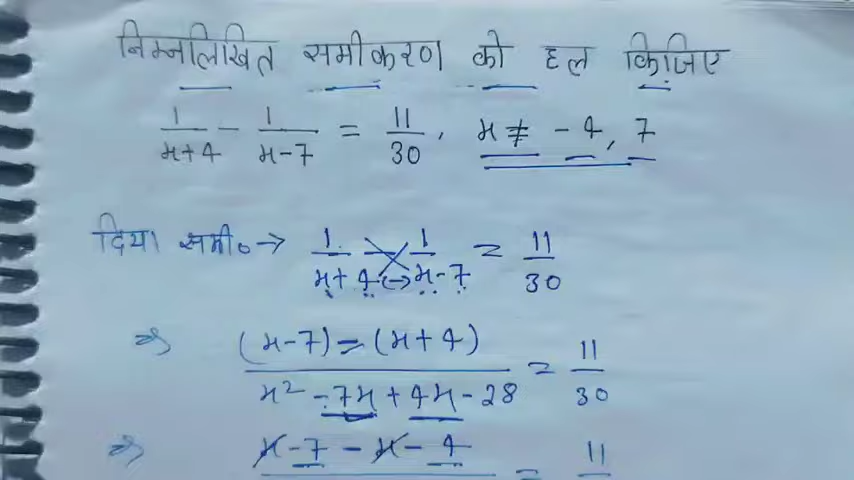 निम्नलिखित समीकरण को हल किजिए
1/(x+4) - 1/(x-7) = 11/30, x ≠ -4, 7
दिया समी० → 1/(x+4) - 1/(x-7) = 11/30
⇒ ((x-7) - (x+4))/(x² - 7x + 4x - 28) = 11/30
⇒ x - 7 - x - 4 = 11